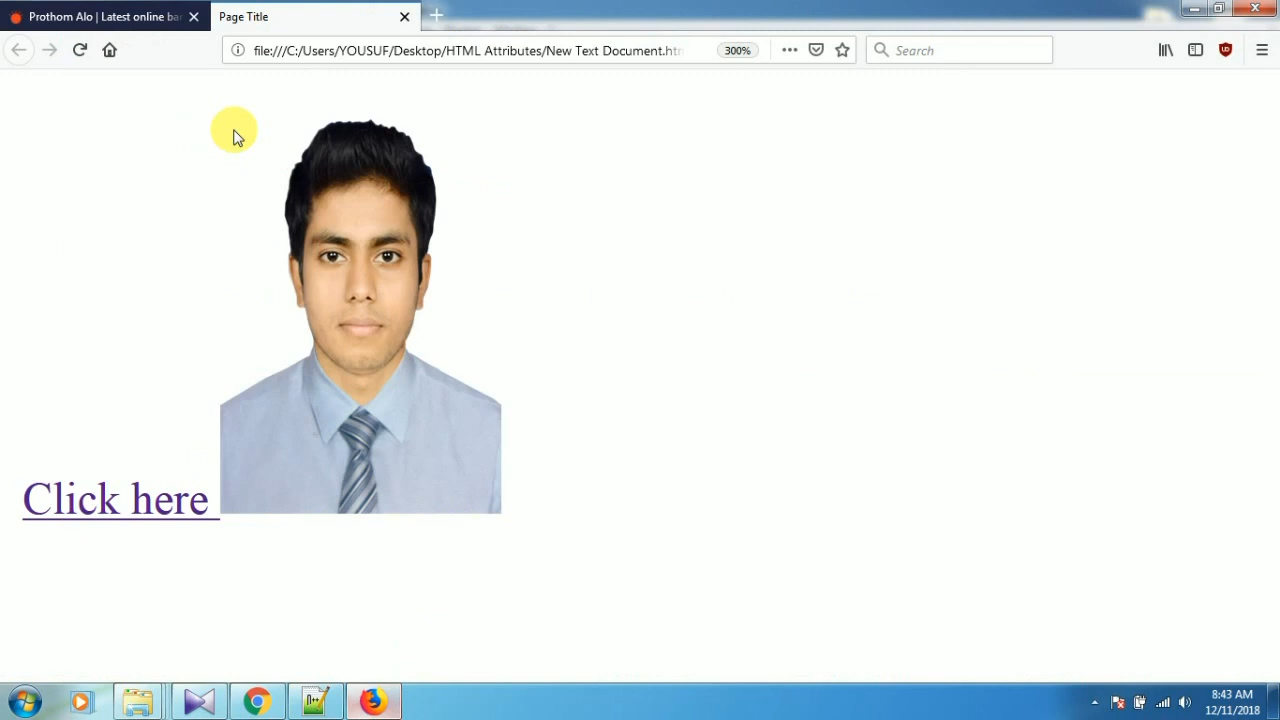 Prothom Alo | Latest online ba
Page Title
file:///C:/Users/YOUSUF/Desktop/HTML Attributes/New Text Document.htm
300%
Search
Click here
8:43 AM
12/11/2018